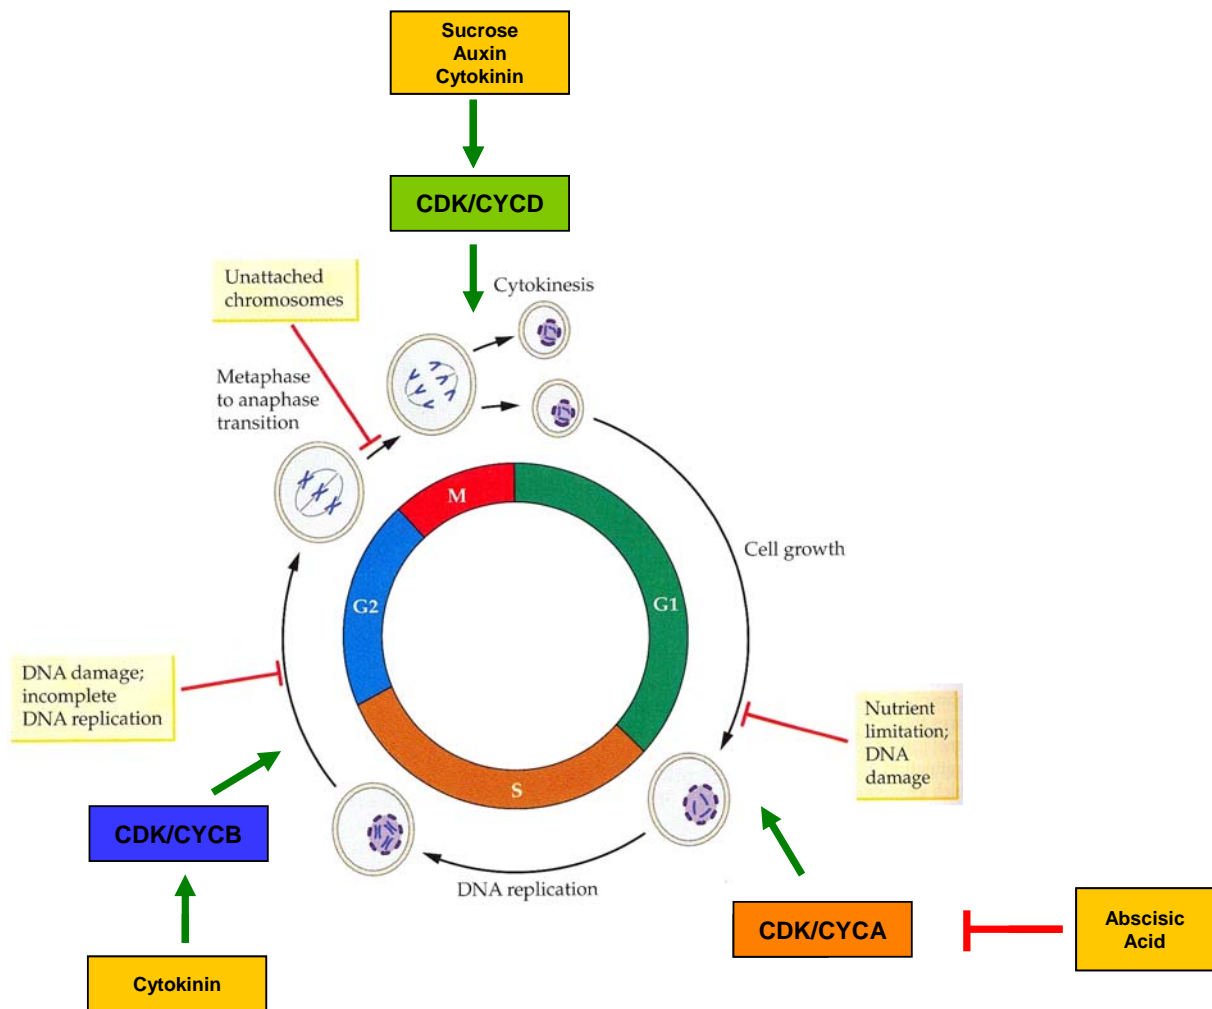 Sucrose
Auxin
Cytokinin
CDK/CYCD
Unattached
chromosomes
Cytokinesis
Metaphase
to anaphase
transition
M
Cell growth
G2
G1
DNA damage;
incomplete
DNA replication
Nutrient
limitation;
DNA
damage
S
CDK/CYCB
DNA replication
CDK/CYCA
Abscisic
Acid
Cytokinin